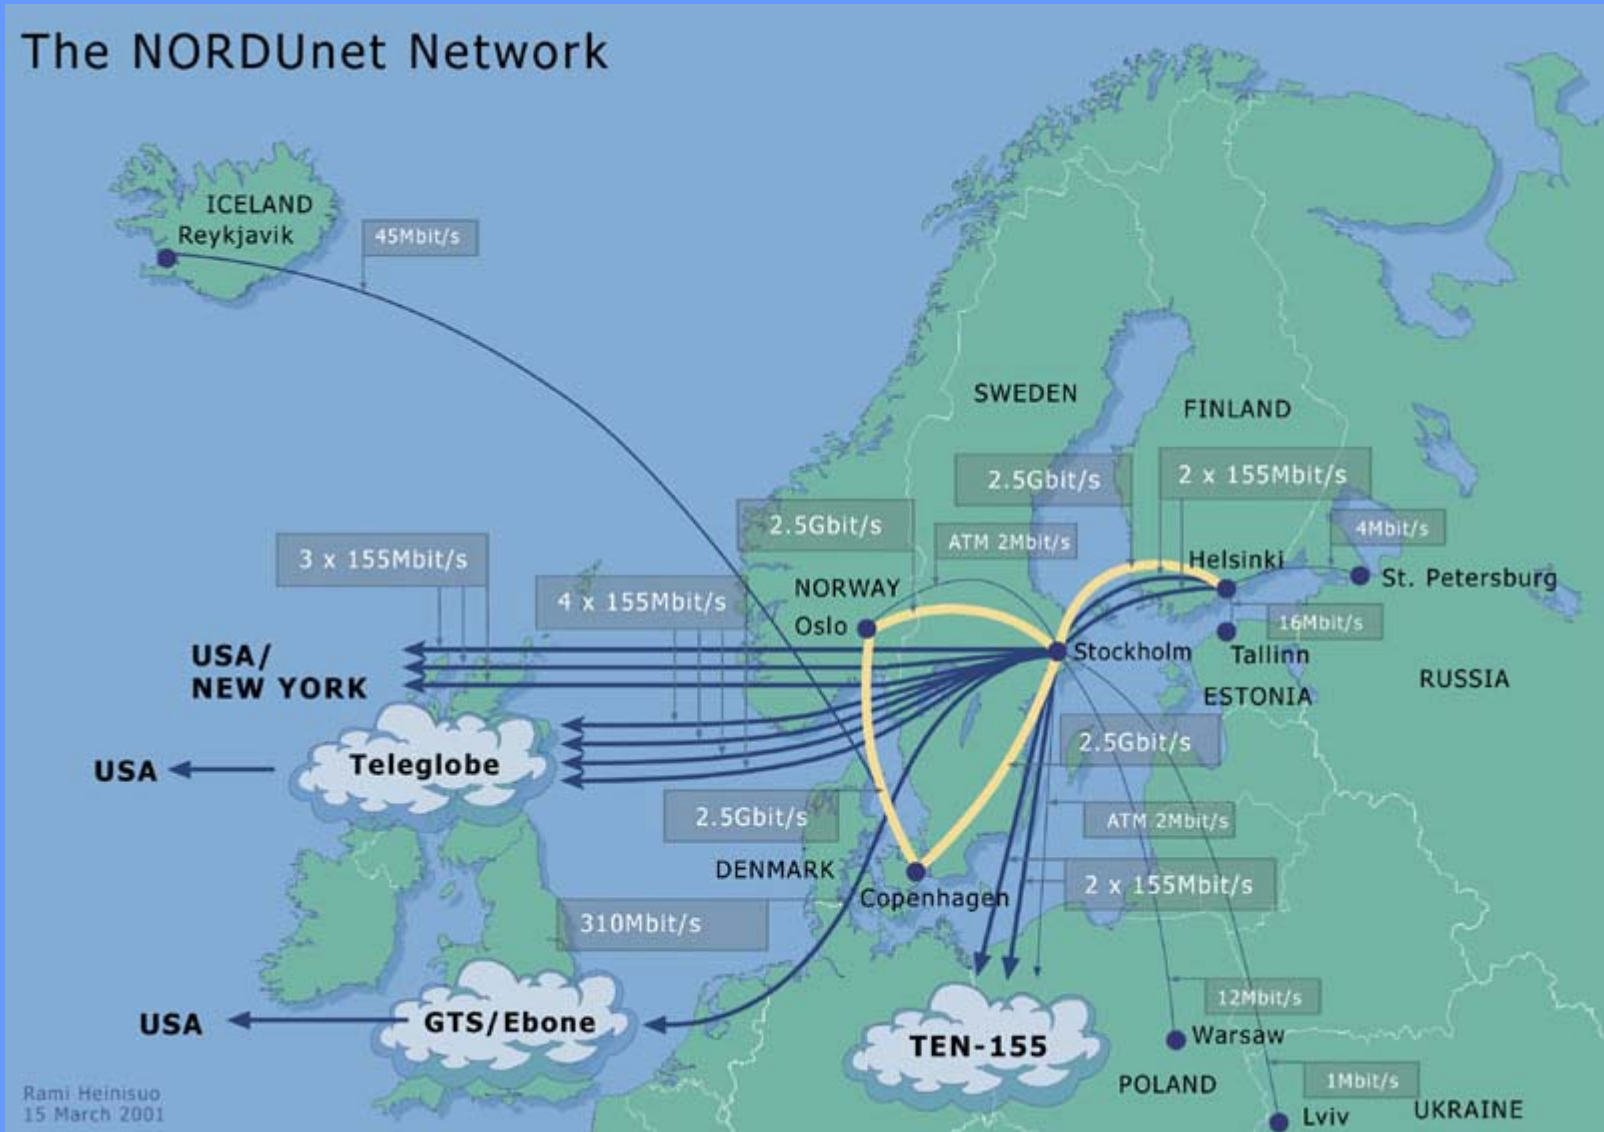 The NORDUnet Network
ICELAND
Reykjavik
45Mbit/s
SWEDEN
FINLAND
2.5Gbit/s
2 x 155Mbit/s
2.5Gbit/s
ATM 2Mbit/s
4Mbit/s
3 x 155Mbit/s
Helsinki
St. Petersburg
4 x 155Mbit/s
NORWAY
Oslo
16Mbit/s
USA/
NEW YORK
Stockholm
Tallinn
RUSSIA
ESTONIA
2.5Gbit/s
USA
Teleglobe
2.5Gbit/s
ATM 2Mbit/s
DENMARK
Copenhagen
2 x 155Mbit/s
310Mbit/s
12Mbit/s
USA
GTS/Ebone
TEN-155
Warsaw
POLAND
1Mbit/s
Rami Heinisuo
15 March 2001
Lviv
UKRAINE